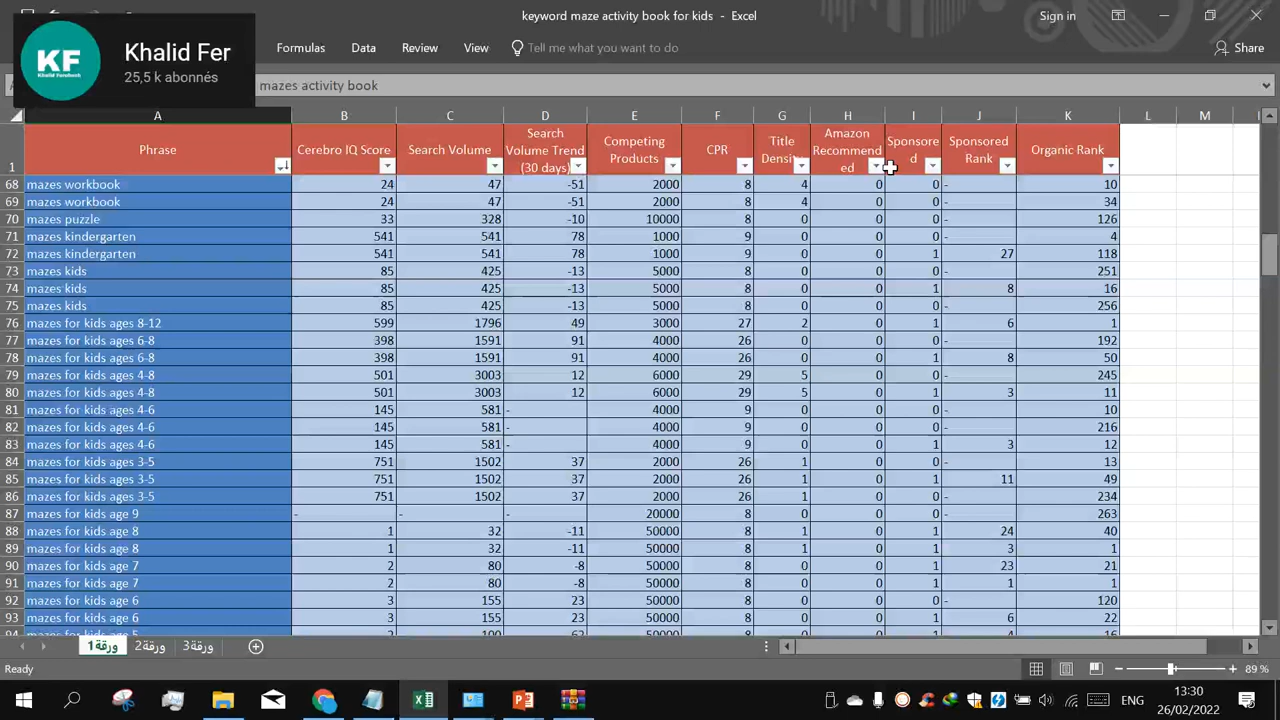 keyword maze activity book for kids - Excel
Sign in
Khalid Fer
25,5 k abonnés
KF
Formulas Data Review View Tell me what you want to do Share
mazes activity book
A B C D E F G H I J K L M
1 Phrase Cerebro IQ Score Search Volume Search Volume Trend (30 days) Competing Products CPR Title Densit Amazon Recommended Sponsored Sponsored Rank Organic Rank
68 mazes workbook 24 47 -51 2000 8 4 0 0 - 10
69 mazes workbook 24 47 -51 2000 8 4 0 0 - 34
70 mazes puzzle 33 328 -10 10000 8 0 0 0 - 126
71 mazes kindergarten 541 541 78 1000 9 0 0 0 - 4
72 mazes kindergarten 541 541 78 1000 9 0 0 1 27 118
73 mazes kids 85 425 -13 5000 8 0 0 0 - 251
74 mazes kids 85 425 -13 5000 8 0 0 1 8 16
75 mazes kids 85 425 -13 5000 8 0 0 0 - 256
76 mazes for kids ages 8-12 599 1796 49 3000 27 2 0 1 6 1
77 mazes for kids ages 6-8 398 1591 91 4000 26 0 0 0 - 192
78 mazes for kids ages 6-8 398 1591 91 4000 26 0 0 1 8 50
79 mazes for kids ages 4-8 501 3003 12 6000 29 5 0 0 - 245
80 mazes for kids ages 4-8 501 3003 12 6000 29 5 0 1 3 11
81 mazes for kids ages 4-6 145 581 - 4000 9 0 0 0 - 10
82 mazes for kids ages 4-6 145 581 - 4000 9 0 0 0 - 216
83 mazes for kids ages 4-6 145 581 - 4000 9 0 0 1 3 12
84 mazes for kids ages 3-5 751 1502 37 2000 26 1 0 0 - 13
85 mazes for kids ages 3-5 751 1502 37 2000 26 1 0 1 11 49
86 mazes for kids ages 3-5 751 1502 37 2000 26 1 0 0 - 234
87 mazes for kids age 9 - - - 20000 8 0 0 0 - 263
88 mazes for kids age 8 1 32 -11 50000 8 1 0 1 24 40
89 mazes for kids age 8 1 32 -11 50000 8 1 0 1 3 1
90 mazes for kids age 7 2 80 -8 50000 8 0 0 1 23 21
91 mazes for kids age 7 2 80 -8 50000 8 0 0 1 1 1
92 mazes for kids age 6 3 155 23 50000 8 0 0 0 - 120
93 mazes for kids age 6 3 155 23 50000 8 0 0 1 6 22
ورقة1 ورقة2 ورقة3
Ready
89 %
ENG
13:30
26/02/2022